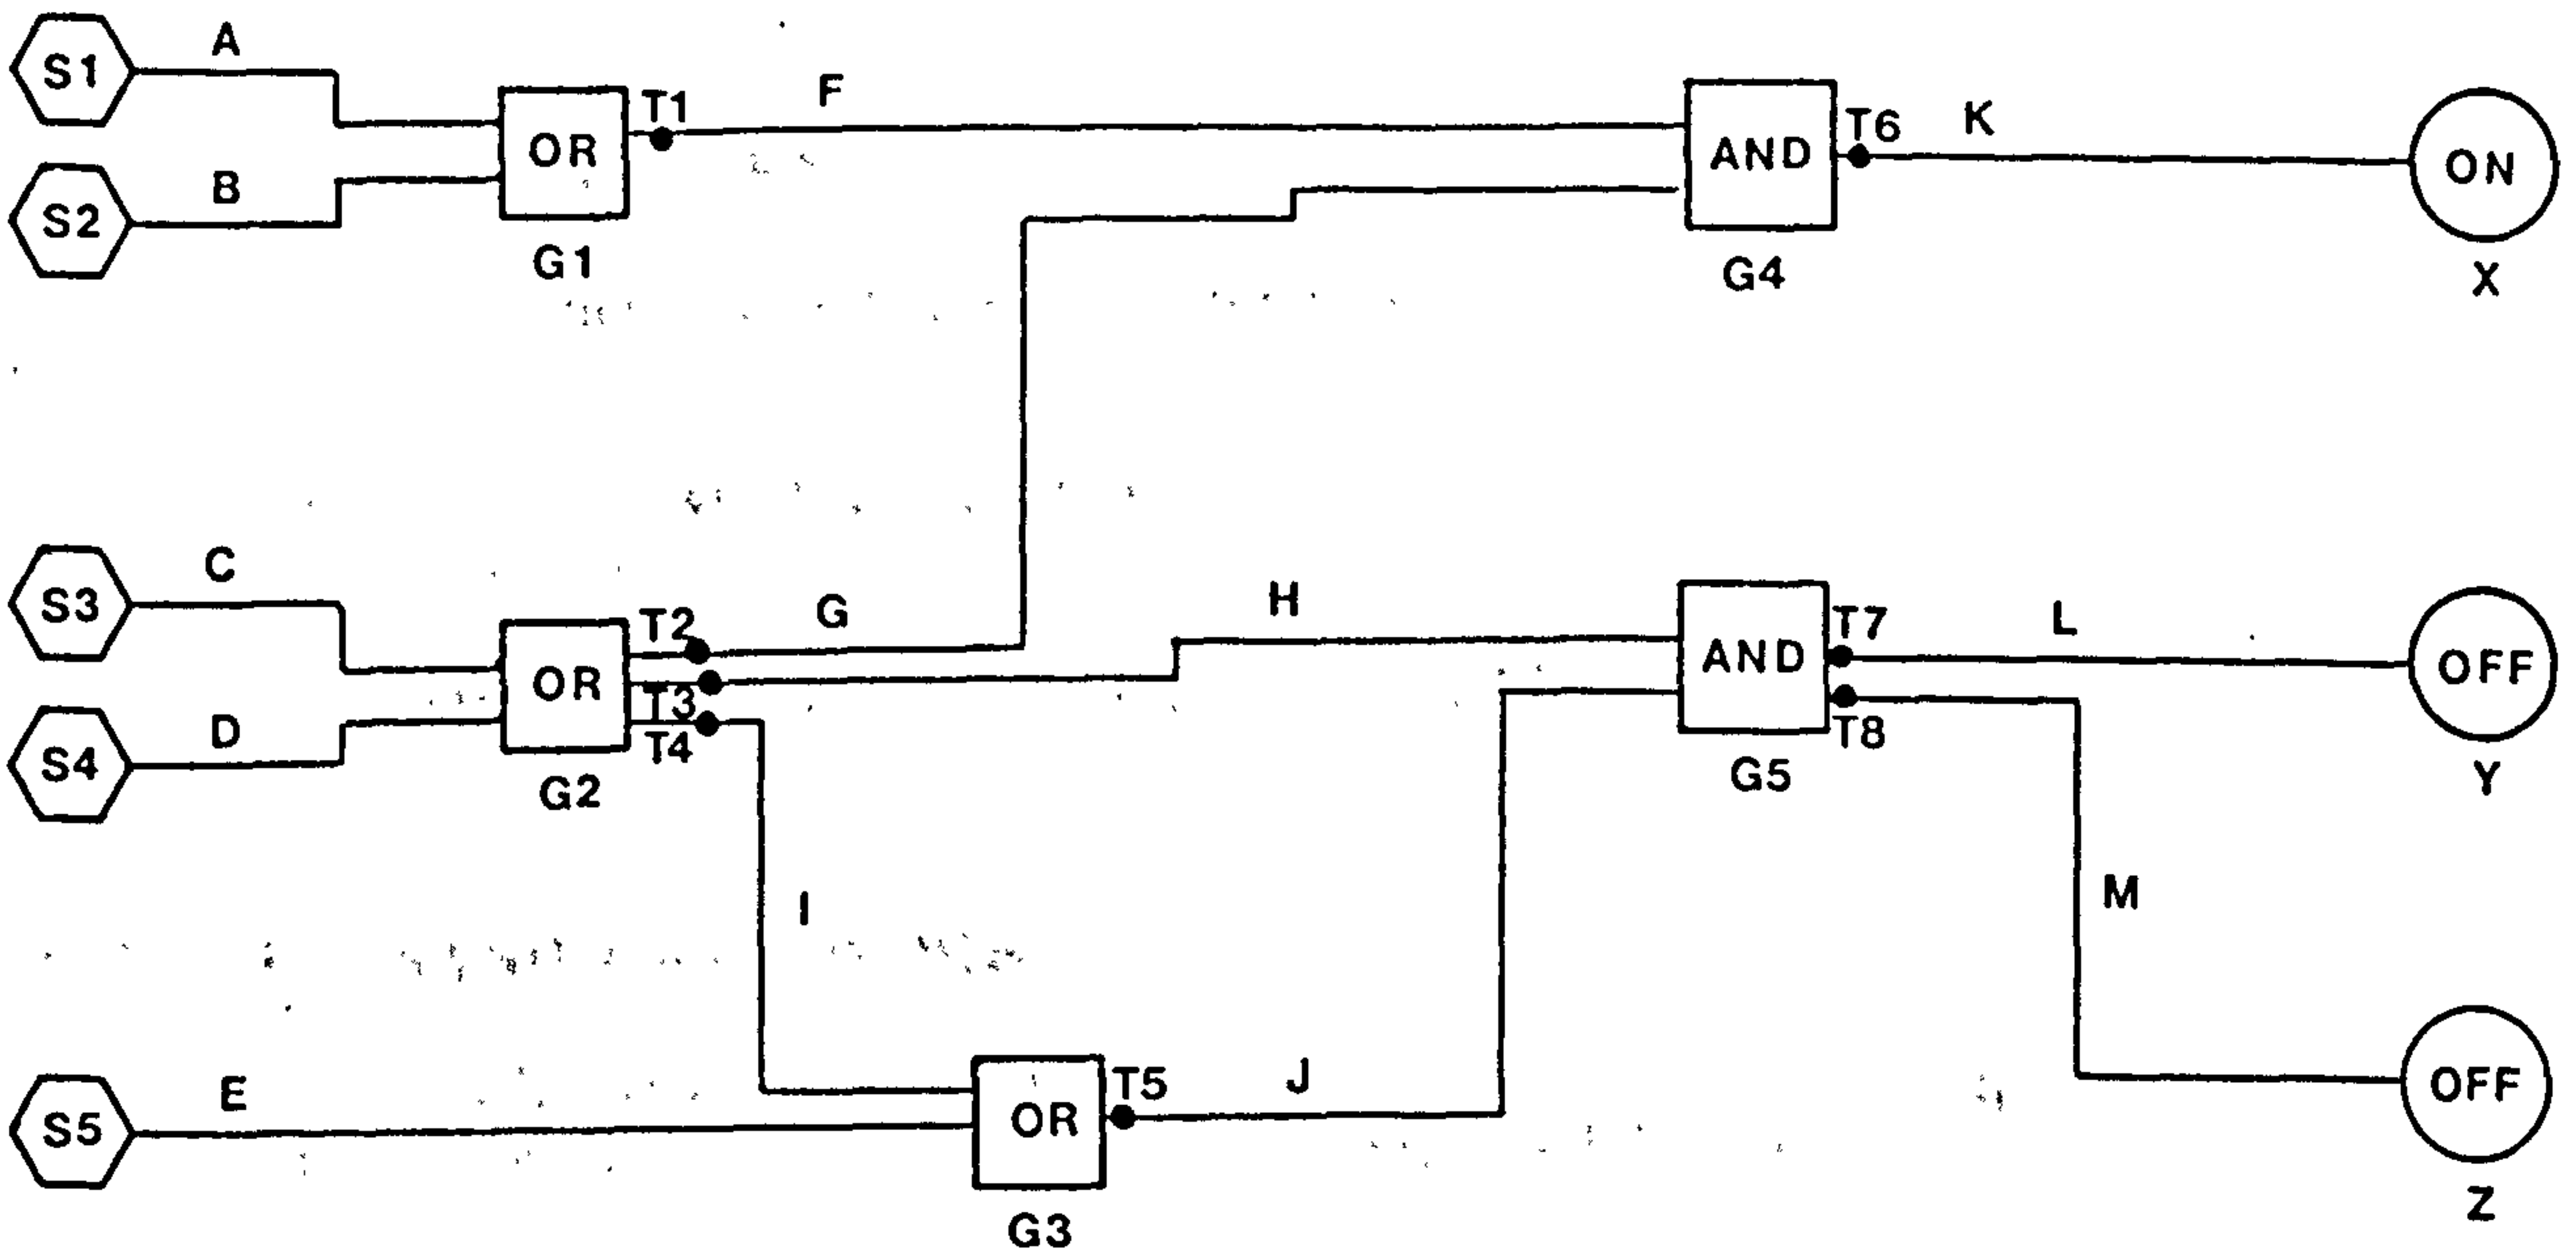 A
S1
T1
F
OR
AND
T6
K
ON
B
S2
G1
G4
X
C
S3
T2
G
H
T7
L
OR
AND
OFF
T3
D
T4
T8
S4
G2
G5
Y
I
M
E
T5
J
S5
OR
OFF
G3
Z